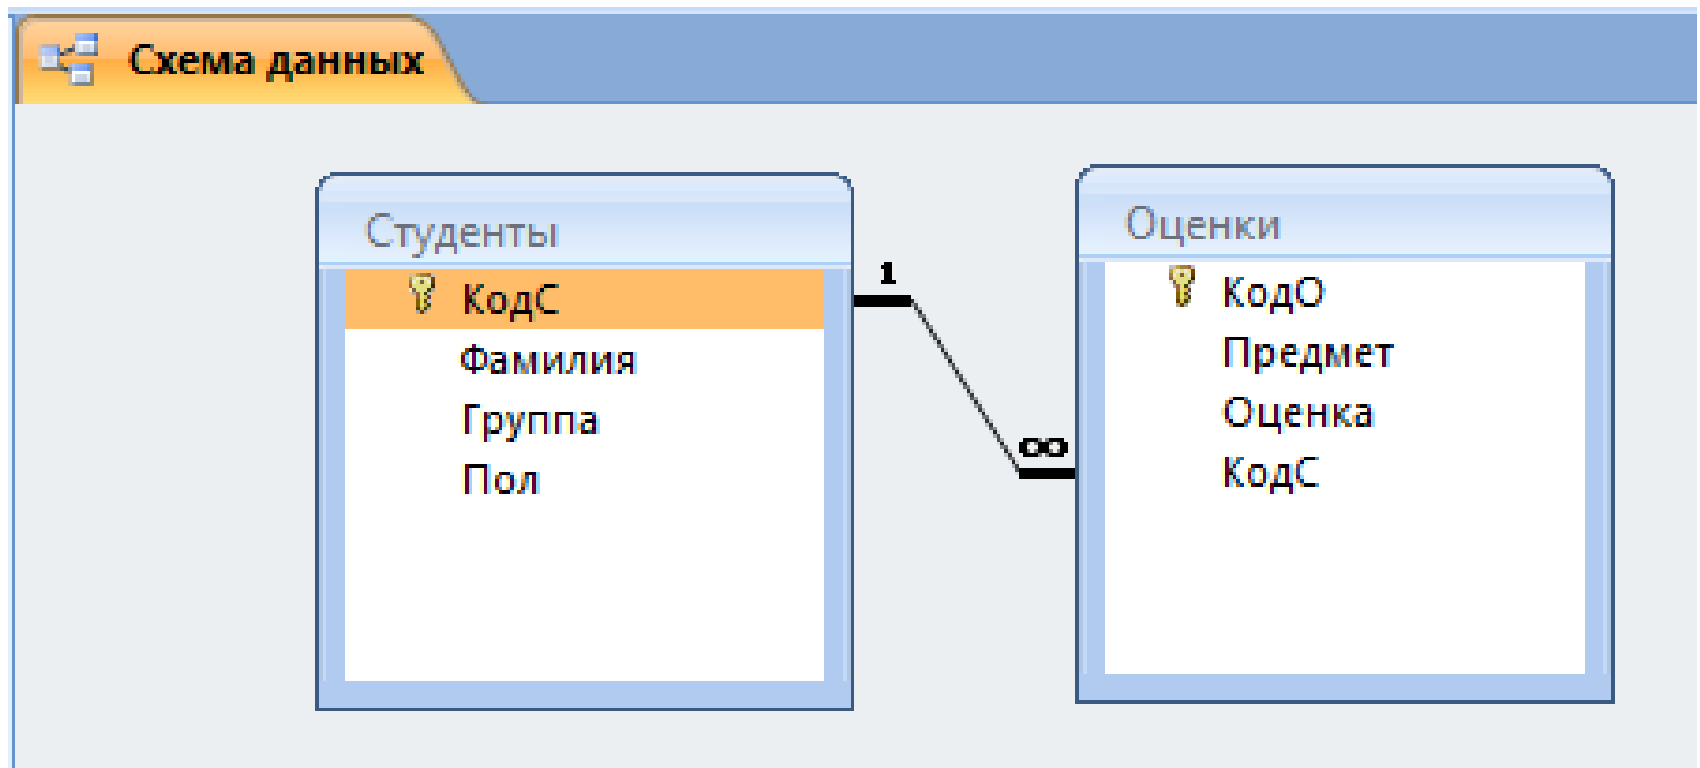 Схема данных
Студенты
КодС
Фамилия
Группа
Пол
1
∞
Оценки
КодО
Предмет
Оценка
КодС